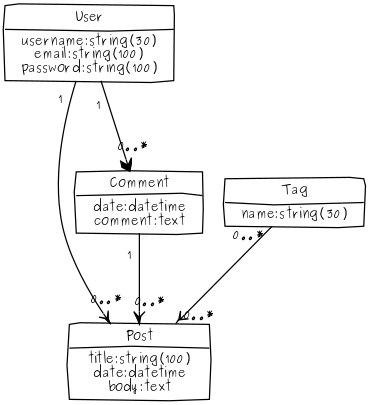 User
username:string(30)
email:string(100)
password:string(100)
1
1
0..*
Comment
date:datetime
comment:text
Tag
name:string(30)
0..*
1
0..*
0..*
0..*
Post
title:string(100)
date:datetime
body:text